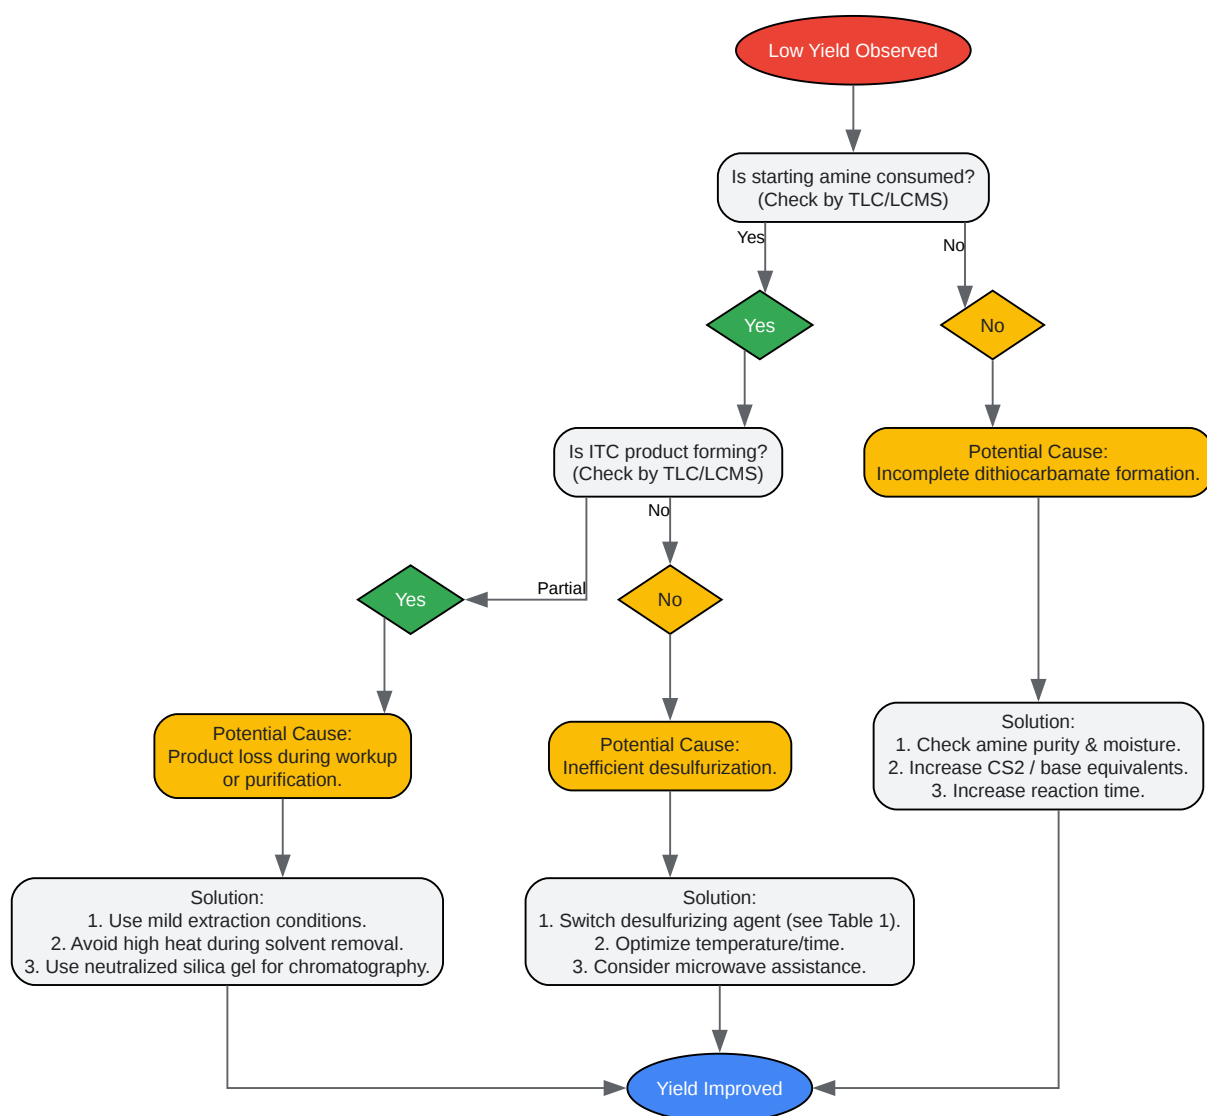 Low Yield Observed
Is starting amine consumed?
(Check by TLC/LCMS)
Yes
No
Yes
No
Is ITC product forming?
(Check by TLC/LCMS)
Potential Cause:
Incomplete dithiocarbamate formation.
No
Partial
Yes
No
Potential Cause:
Product loss during workup
or purification.
Potential Cause:
Inefficient desulfurization.
Solution:
1. Check amine purity & moisture.
2. Increase CS2 / base equivalents.
3. Increase reaction time.
Solution:
1. Use mild extraction conditions.
2. Avoid high heat during solvent removal.
3. Use neutralized silica gel for chromatography.
Solution:
1. Switch desulfurizing agent (see Table 1).
2. Optimize temperature/time.
3. Consider microwave assistance.
Yield Improved